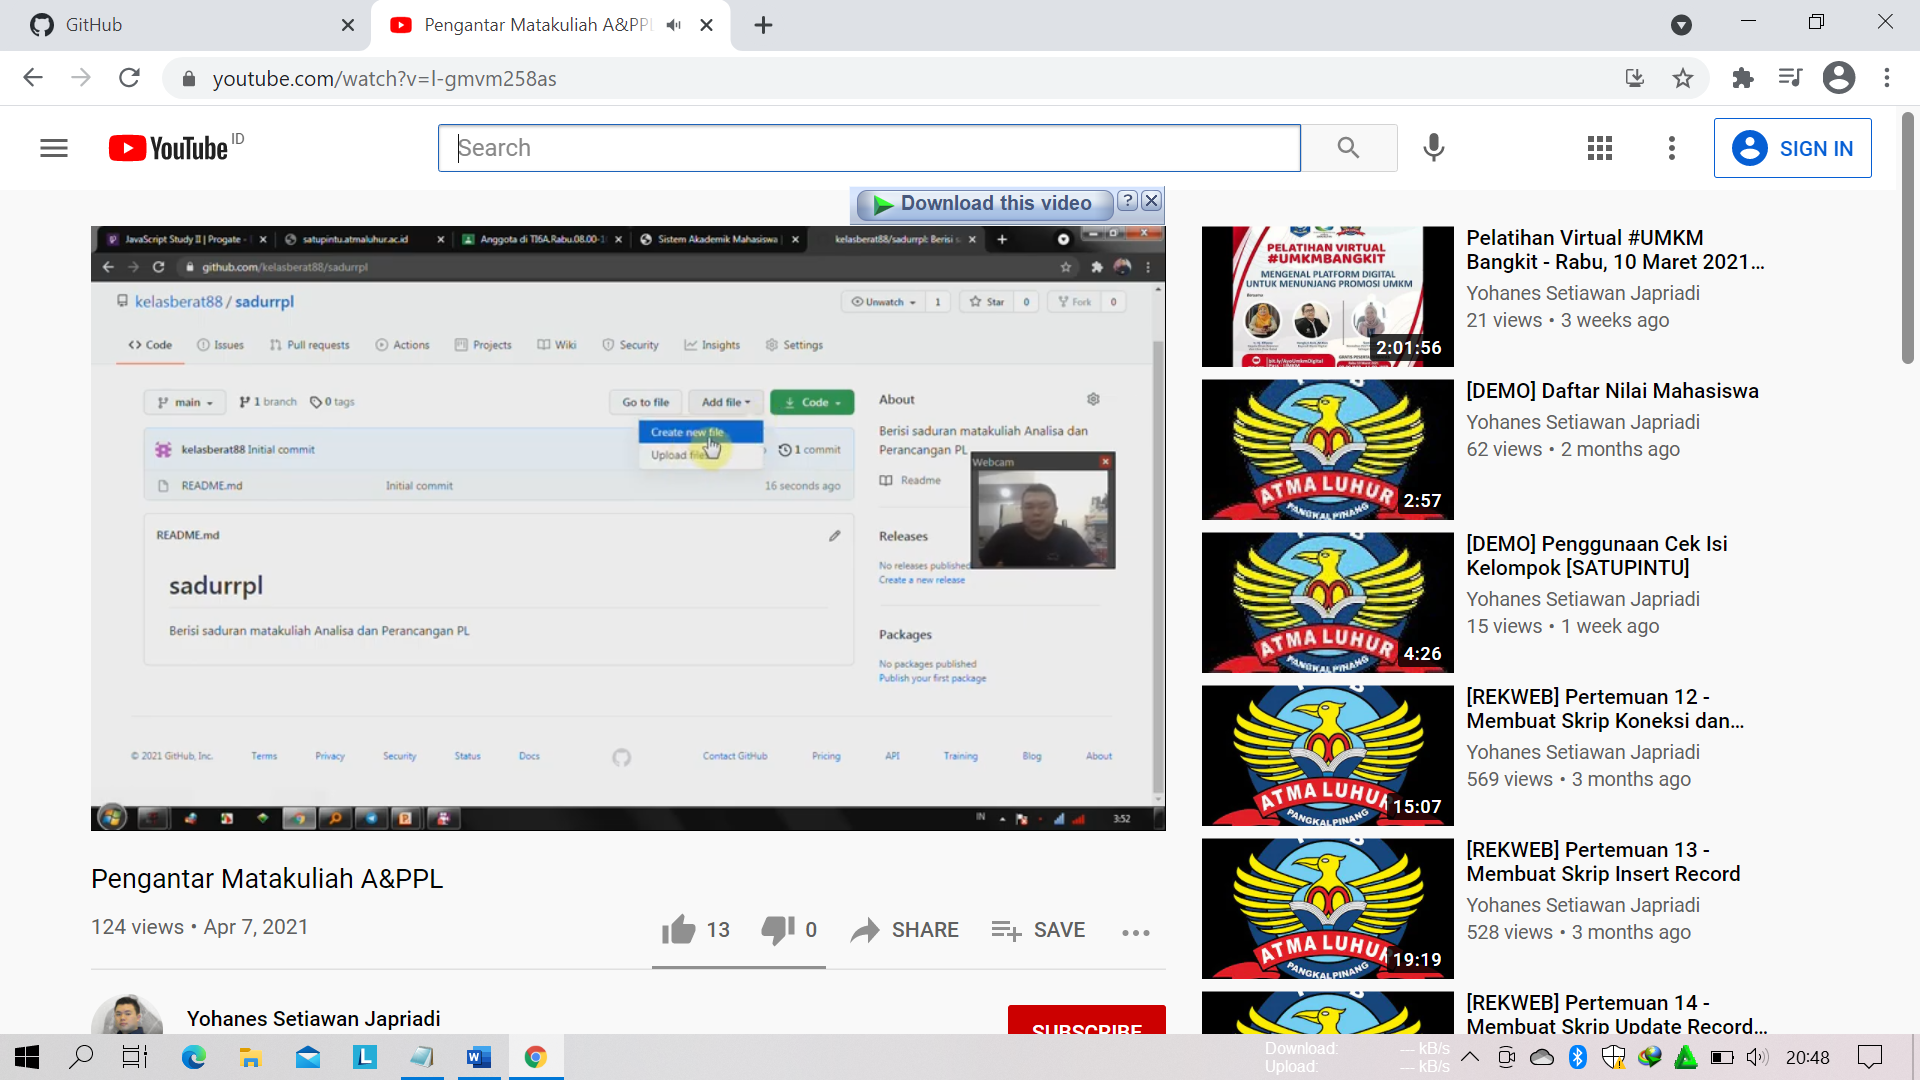 GitHub
Pengantar Matakuliah A&PPL
youtube.com/watch?v=I-gmvm258as
YouTube ID
Search
SIGN IN
Download this video ?
JavaScript Study II | Progate -
satupintu.atmaluhur.ac.id
Anggota di TI6A.Rabu.08.00-1
Sistem Akademik Mahasiswa |
kelasberat88/sadurrpl: Berisi s
github.com/kelasberat88/sadurrpl
kelasberat88 / sadurrpl
Unwatch 1
Star 0
Fork 0
Code
Issues
Pull requests
Actions
Projects
Wiki
Security
Insights
Settings
main
1 branch
0 tags
Go to file
Add file
Code
Create new file
Upload files
kelasberat88 Initial commit
1 commit
README.md
Initial commit
16 seconds ago
README.md
sadurrpl
Berisi saduran matakuliah Analisa dan Perancangan PL
About
Berisi saduran matakuliah Analisa dan
Perancangan PL
Readme
Webcam
Releases
No releases published
Create a new release
Packages
No packages published
Publish your first package
© 2021 GitHub, Inc.
Terms
Privacy
Security
Status
Docs
Contact GitHub
Pricing
API
Training
Blog
About
IN
3:52
Pengantar Matakuliah A&PPL
124 views • Apr 7, 2021
13
0
SHARE
SAVE
Yohanes Setiawan Japriadi
SUBSCRIBE
PELATIHAN VIRTUAL
#UMKMBANGKIT
MENGENAL PLATFORM DIGITAL
UNTUK MENUNJANG PROMOSI UMKM
2:01:56
Pelatihan Virtual #UMKM
Bangkit - Rabu, 10 Maret 2021...
Yohanes Setiawan Japriadi
21 views • 3 weeks ago
ATMA LUHUR
PANGKALPINANG
2:57
[DEMO] Daftar Nilai Mahasiswa
Yohanes Setiawan Japriadi
62 views • 2 months ago
ATMA LUHUR
PANGKALPINANG
4:26
[DEMO] Penggunaan Cek Isi
Kelompok [SATUPINTU]
Yohanes Setiawan Japriadi
15 views • 1 week ago
ATMA LUHUR
PANGKALPINANG
15:07
[REKWEB] Pertemuan 12 -
Membuat Skrip Koneksi dan...
Yohanes Setiawan Japriadi
569 views • 3 months ago
ATMA LUHUR
PANGKALPINANG
19:19
[REKWEB] Pertemuan 13 -
Membuat Skrip Insert Record
Yohanes Setiawan Japriadi
528 views • 3 months ago
[REKWEB] Pertemuan 14 -
Membuat Skrip Update Record...
Download: --- kB/s
Upload: --- kB/s
20:48